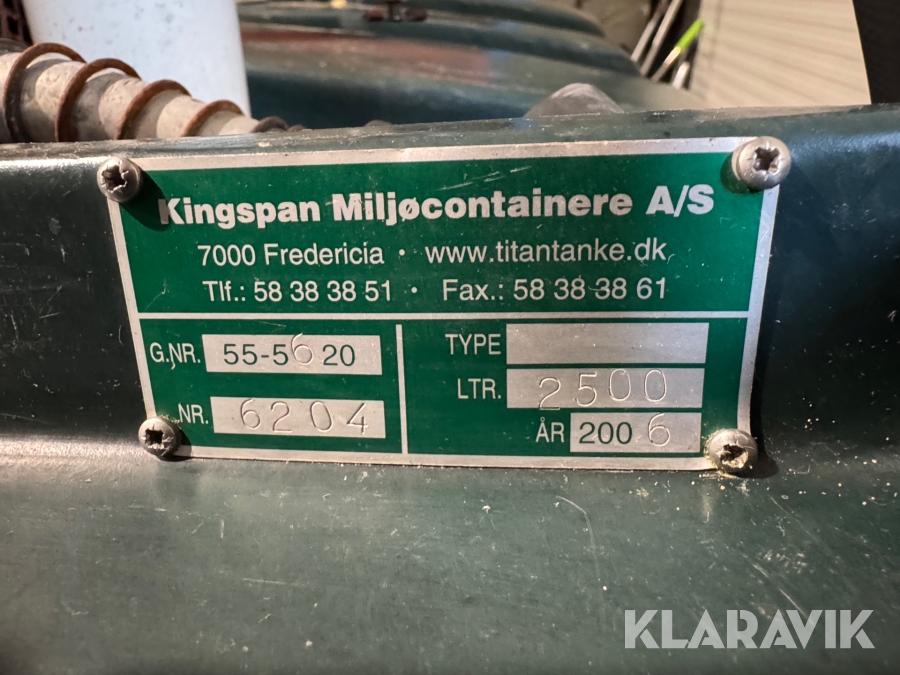 Kingspan Miljøcontainere A/S
7000 Fredericia · www.titantanke.dk
Tlf.: 58 38 38 51 · Fax.: 58 38 38 61
G.NR. 55-5620
NR. 6204
TYPE
LTR. 2500
ÅR 2006
KLARAVIK